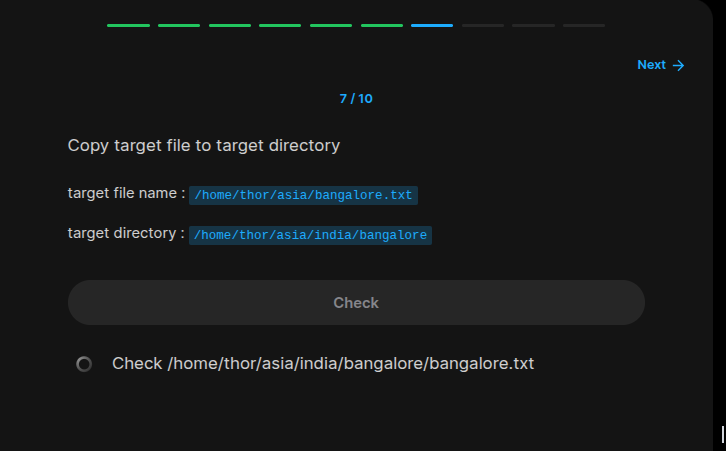 Next →
7 / 10
Copy target file to target directory
target file name : /home/thor/asia/bangalore.txt
target directory : /home/thor/asia/india/bangalore
Check
Check /home/thor/asia/india/bangalore/bangalore.txt